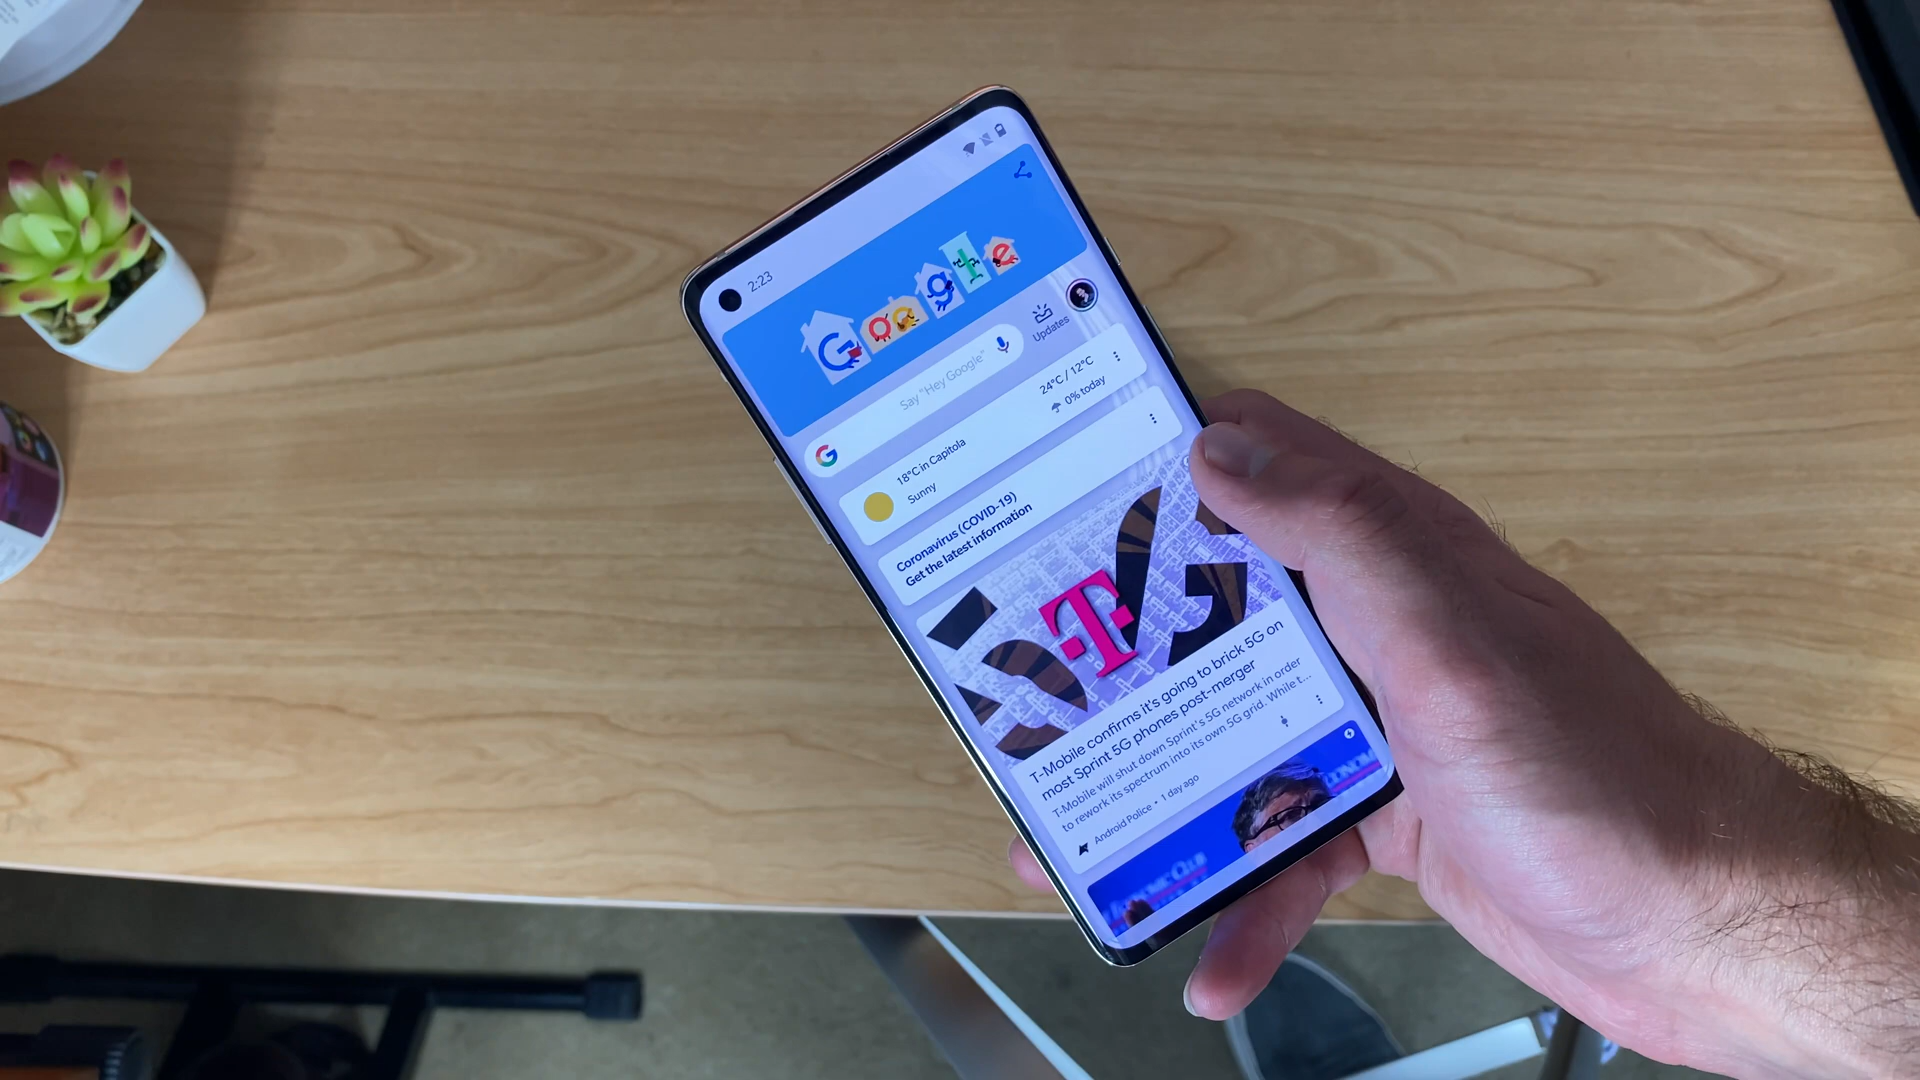 2:23
Google
Say "Hey Google"
Updates
18°C in Capitola
Sunny
24°C / 12°C
0% today
Coronavirus (COVID-19)
Get the latest information
5G
T
T-Mobile confirms it's going to brick 5G on
most Sprint 5G phones post-merger
T-Mobile will shut down Sprint's 5G network in order
to rework its spectrum into its own 5G grid. While t...
Android Police • 1 day ago